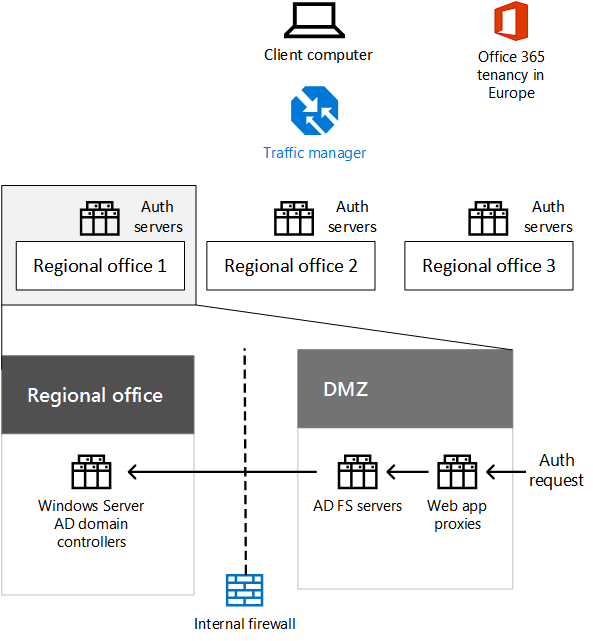 Client computer
Office 365
tenancy in
Europe
Traffic manager
Auth
servers
Auth
servers
Auth
servers
Regional office 1
Regional office 2
Regional office 3
Regional office
DMZ
Auth
request
Windows Server
AD domain
controllers
AD FS servers
Web app
proxies
Internal firewall